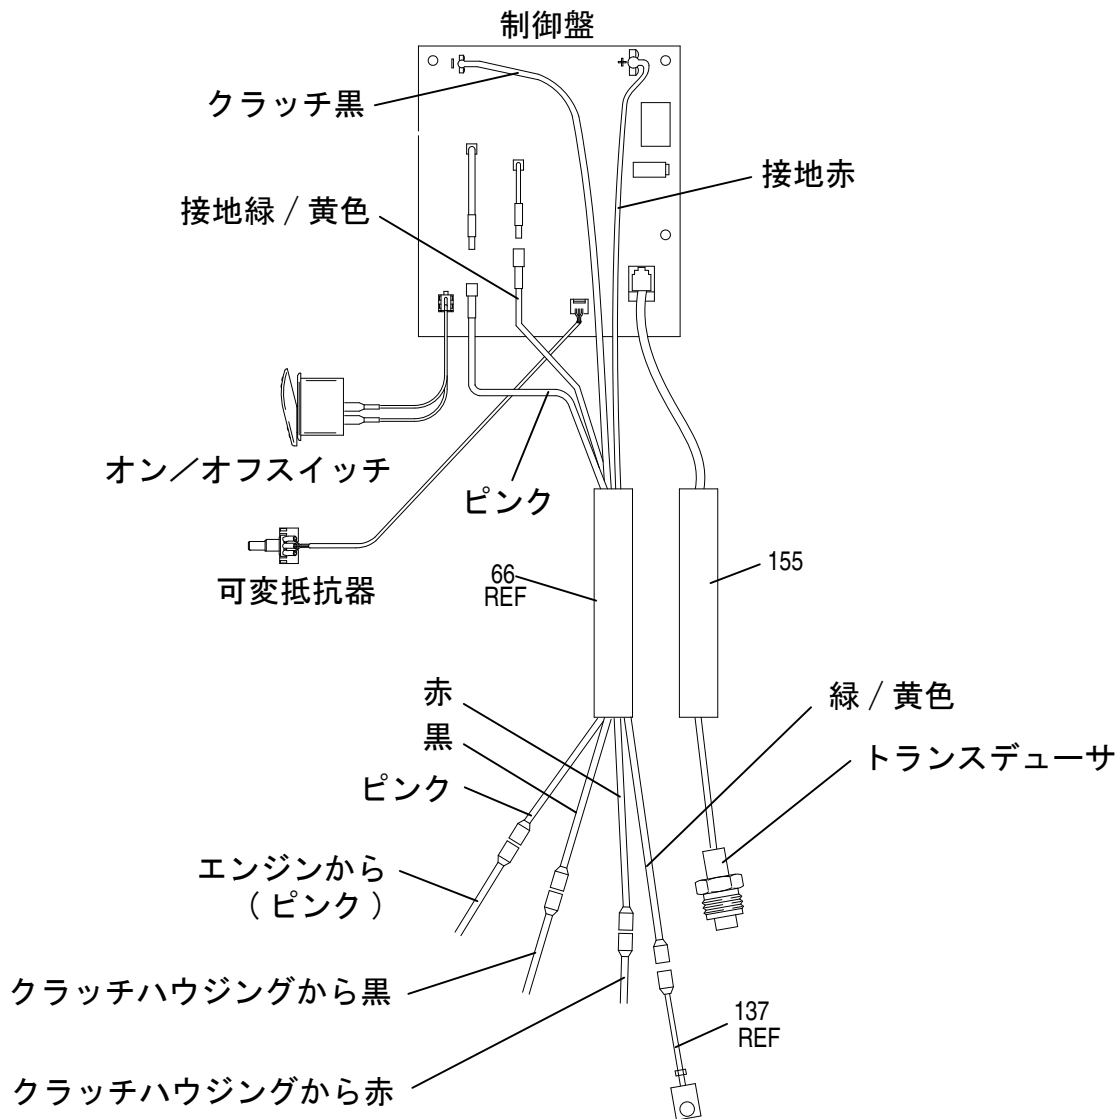 制御盤
－
+
クラッチ黒
接地赤
接地緑 / 黄色
オン／オフスイッチ
ピンク
可変抵抗器
66
REF
155
赤
黒
ピンク
緑 / 黄色
トランスデューサ
エンジンから
( ピンク )
クラッチハウジングから黒
137
REF
クラッチハウジングから赤